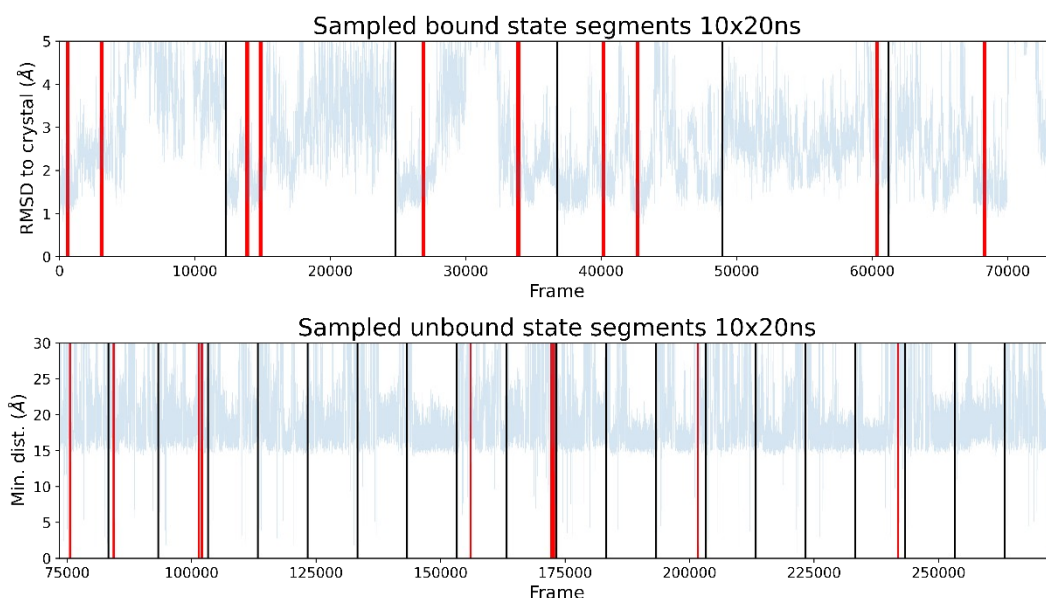 Sampled bound state segments 10x20ns
RMSD to crystal (Å)
5
4
3
2
1
0
0 10000 20000 30000 40000 50000 60000 70000
Frame
Sampled unbound state segments 10x20ns
Min. dist. (Å)
30
25
20
15
10
5
0
75000 100000 125000 150000 175000 200000 225000 250000
Frame